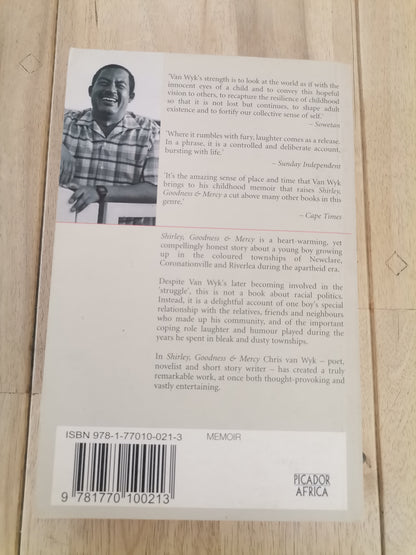 'Van Wyk's strength is to look at the world as if with the
innocent eyes of a child and to convey this hopeful
vision to others, to recapture the resilience of childhood
so that it is not lost but continues, to shape adult
existence and to fortify our collective sense of self.'
– Sowetan
'Where it rumbles with fury, laughter comes as a release.
In a phrase, it is a controlled and deliberate account,
bursting with life.'
– Sunday Independent
'It's the amazing sense of place and time that Van Wyk
brings to his childhood memoir that raises Shirley,
Goodness & Mercy a cut above many other books in this
genre.'
– Cape Times
Shirley, Goodness & Mercy is a heart-warming, yet
compellingly honest story about a young boy growing
up in the coloured townships of Newclare,
Coronationville and Riverlea during the apartheid era.
Despite Van Wyk's later becoming involved in the
'struggle', this is not a book about racial politics.
Instead, it is a delightful account of one boy's special
relationship with the relatives, friends and neighbours
who made up his community, and of the important
coping role laughter and humour played during the
years he spent in bleak and dusty townships.
In Shirley, Goodness & Mercy Chris van Wyk – poet,
novelist and short story writer – has created a truly
remarkable work, at once both thought-provoking and
vastly entertaining.
ISBN 978-1-77010-021-3
MEMOIR
9 781770 100213
PICADOR
AFRICA